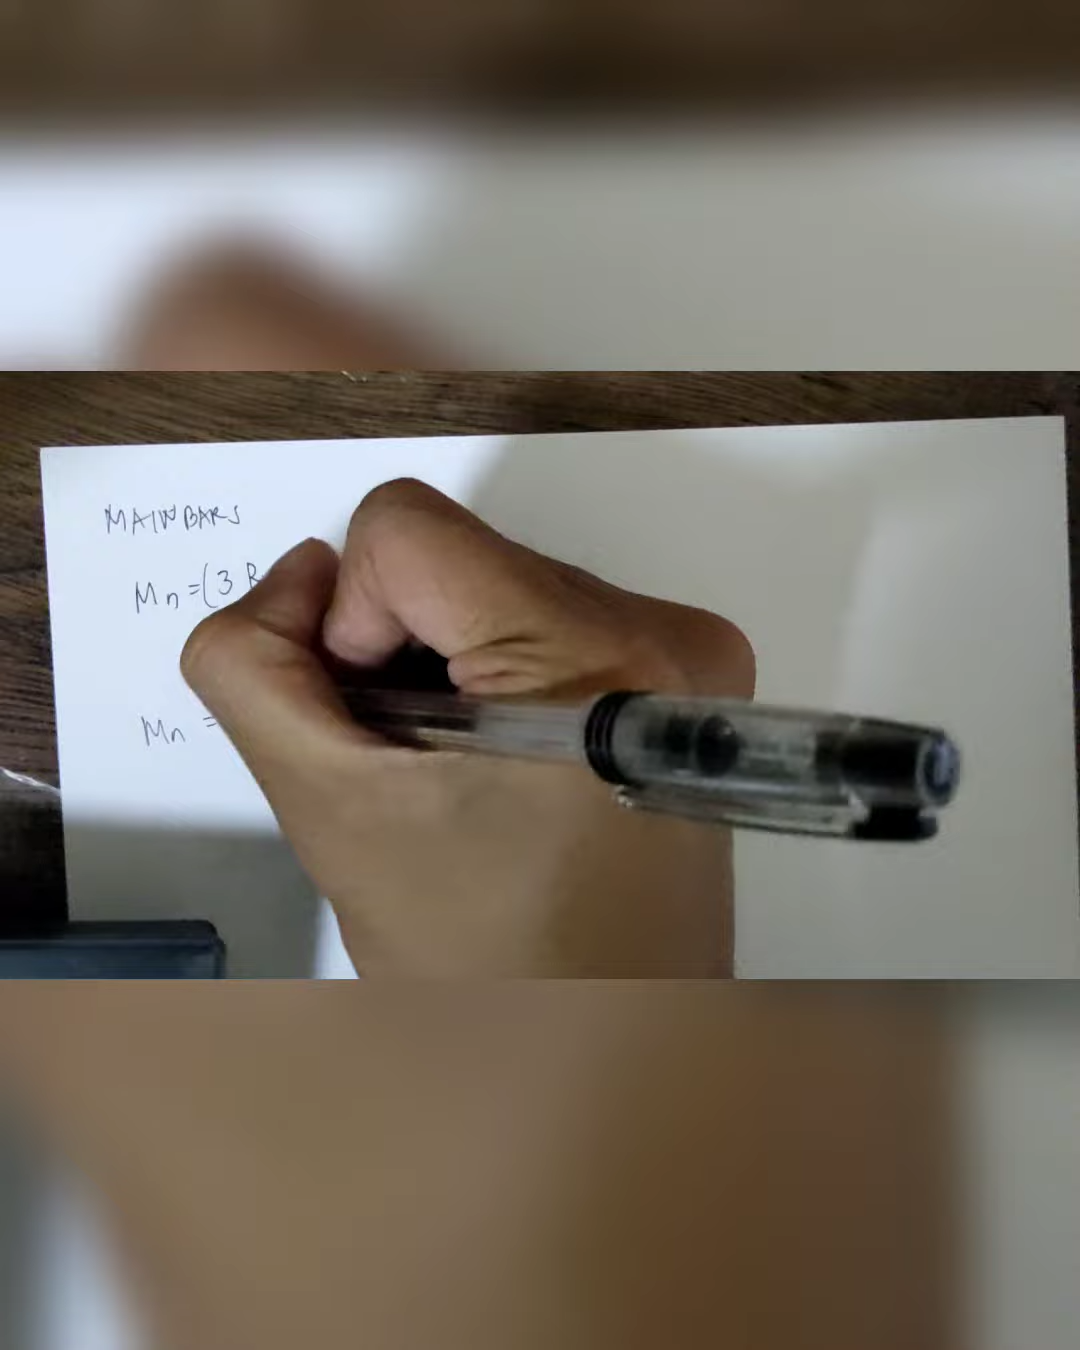 MAIN BARS
Mn = (3 B
Mn =